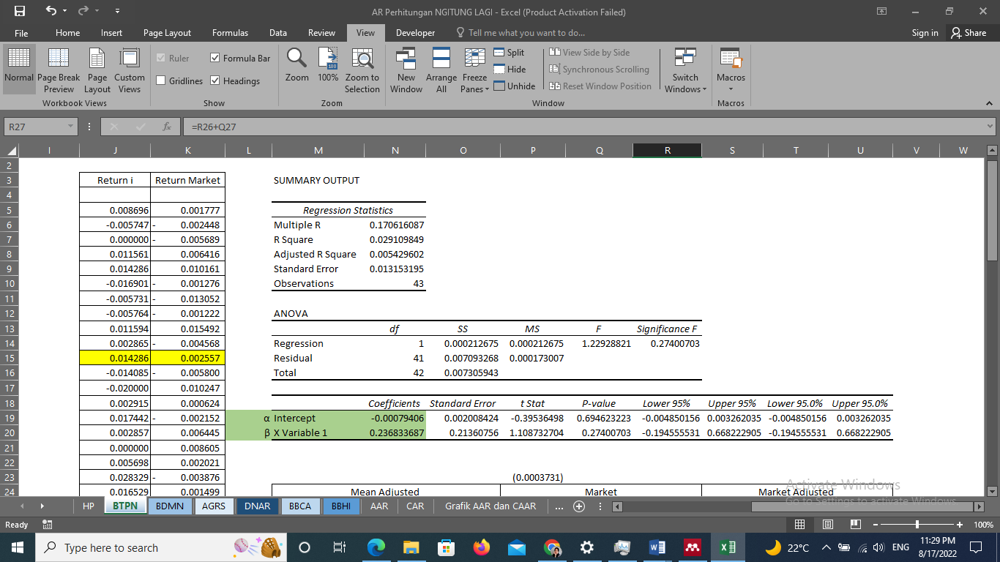 AR Perhitungan NGITUNG LAGI - Excel (Product Activation Failed)
File Home Insert Page Layout Formulas Data Review View Developer Tell me what you want to do... Sign in Share
Normal Page Break Preview Page Layout Custom Views
Workbook Views
Ruler Formula Bar
Gridlines Headings
Show
Zoom 100% Zoom to Selection
Zoom
New Window Arrange All Freeze Panes
Split
Hide
Unhide
View Side by Side
Synchronous Scrolling
Reset Window Position
Switch Windows
Window
Macros
Macros
R27 fx =R26+Q27
I J K L M N O P Q R S T U V W
2
3 Return i Return Market SUMMARY OUTPUT
4
5 0.008696 0.001777 Regression Statistics
6 -0.005747 - 0.002448 Multiple R 0.170616087
7 0.000000 - 0.005689 R Square 0.029109849
8 0.011561 0.006416 Adjusted R Square 0.005429602
9 0.014286 0.010161 Standard Error 0.013153195
10 -0.016901 - 0.001276 Observations 43
11 -0.005731 - 0.013052
12 -0.005764 - 0.001222 ANOVA
13 0.011594 0.015492 df SS MS F Significance F
14 0.002865 - 0.004568 Regression 1 0.000212675 0.000212675 1.22928821 0.27400703
15 0.014286 0.002557 Residual 41 0.007093268 0.000173007
16 -0.014085 - 0.005800 Total 42 0.007305943
17 -0.020000 0.010247
18 0.002915 0.000624 Coefficients Standard Error t Stat P-value Lower 95% Upper 95% Lower 95.0% Upper 95.0%
19 0.017442 - 0.002152 α Intercept -0.00079406 0.002008424 -0.39536498 0.694623223 -0.004850156 0.003262035 -0.004850156 0.003262035
20 0.002857 0.006445 β X Variable 1 0.236833687 0.21360756 1.108732704 0.27400703 -0.194555531 0.668222905 -0.194555531 0.668222905
21 0.000000 0.008605
22 0.005698 0.002021
23 0.028329 - 0.003876 (0.0003731)
24 0.016529 0.001499 Mean Adjusted Market Market Adjusted
Activate Windows
Go to Settings to activate Windows.
HP BTPN BDMN AGRS DNAR BBCA BBHI AAR CAR Grafik AAR dan CAAR ...
Ready 100%
Type here to search 22°C ENG 11:29 PM
8/17/2022